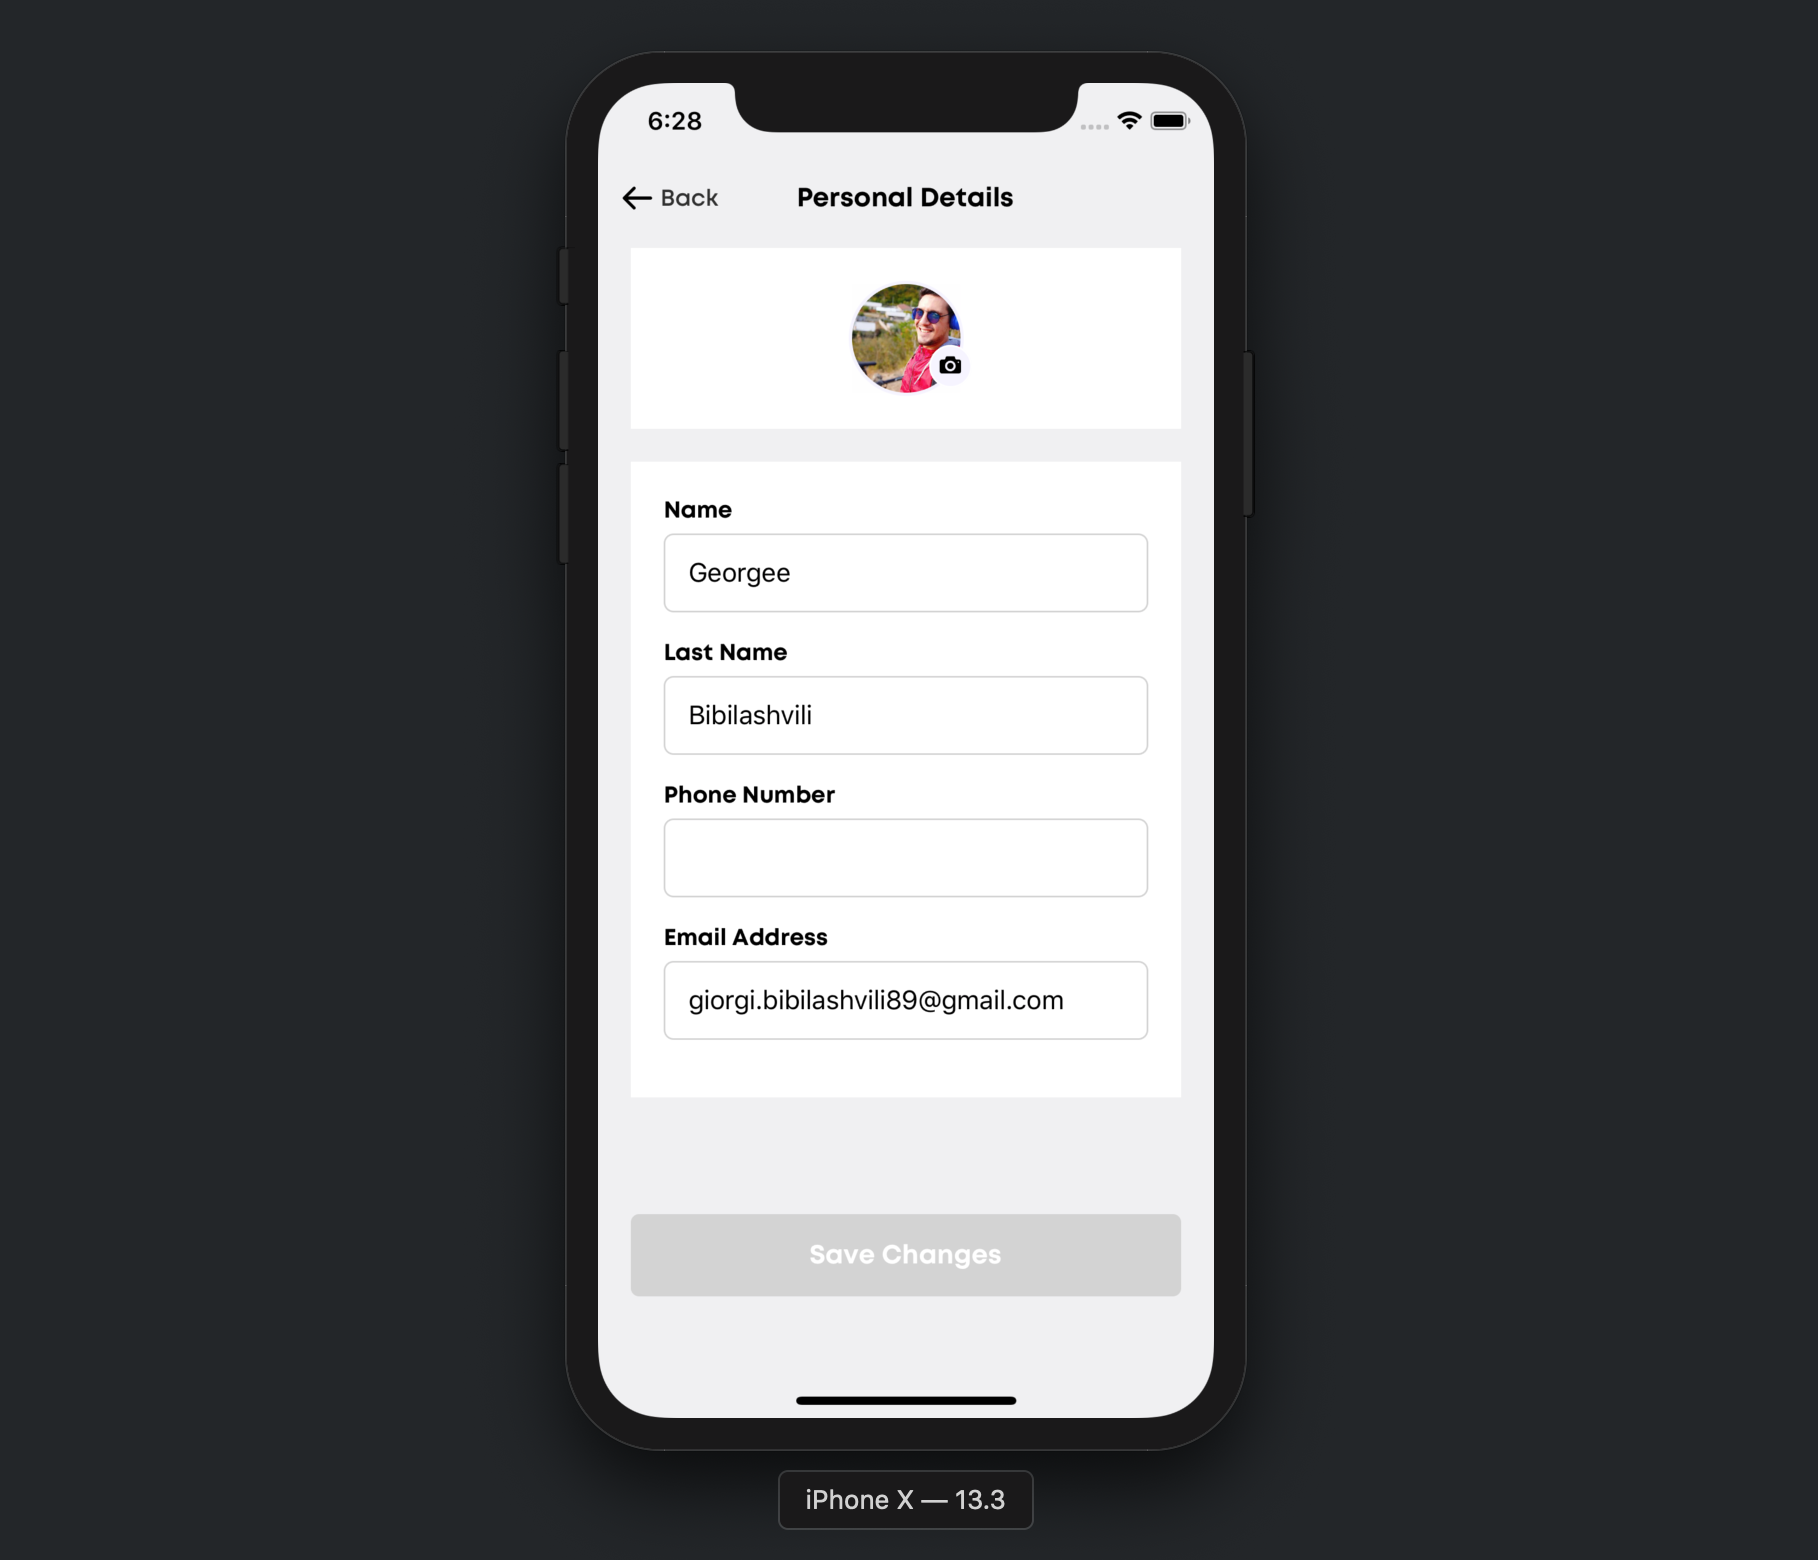 6:28
Back
Personal Details
Name
Georgee
Last Name
Bibilashvili
Phone Number
Email Address
giorgi.bibilashvili89@gmail.com
Save Changes
iPhone X — 13.3